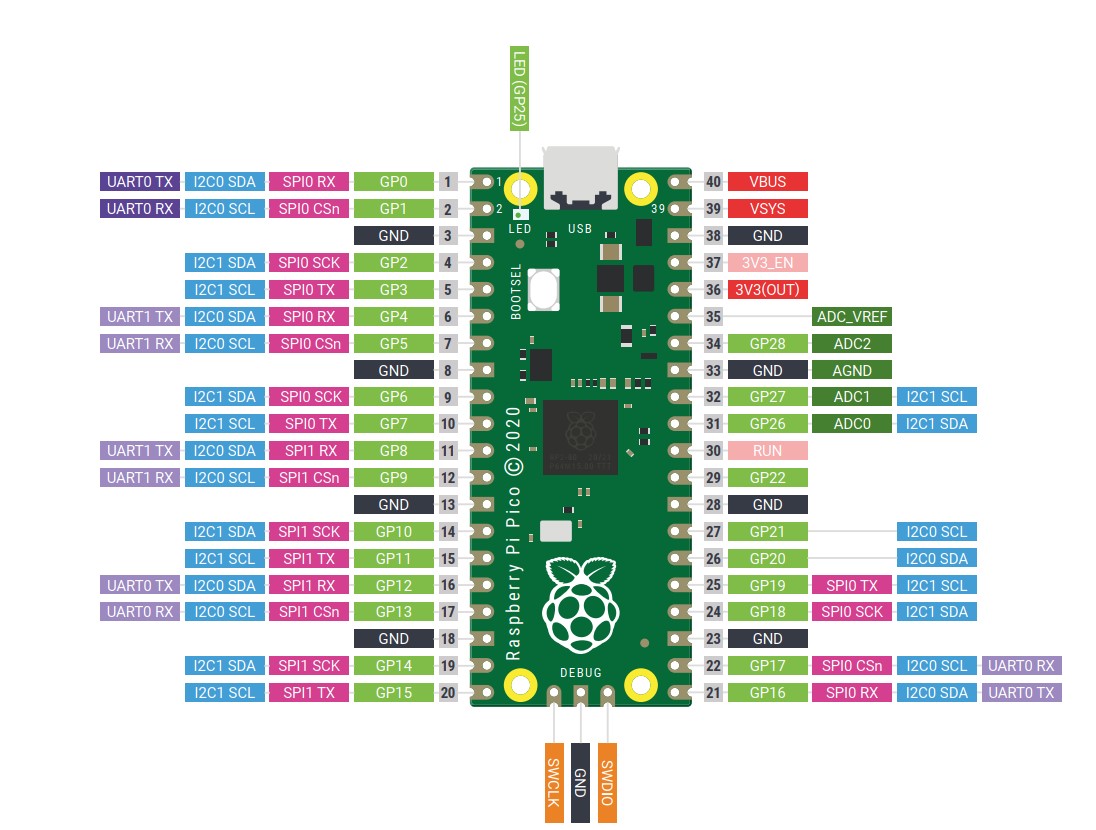 LED (GP25)
UART0 TX I2C0 SDA SPI0 RX GP0 1 1 40 VBUS
UART0 RX I2C0 SCL SPI0 CSn GP1 2 2 39 39 VSYS
GND 3 LED USB 38 GND
I2C1 SDA SPI0 SCK GP2 4 37 3V3_EN
I2C1 SCL SPI0 TX GP3 5 BOOTSEL 36 3V3(OUT)
UART1 TX I2C0 SDA SPI0 RX GP4 6 35 ADC_VREF
UART1 RX I2C0 SCL SPI0 CSn GP5 7 34 GP28 ADC2
GND 8 33 GND AGND
I2C1 SDA SPI0 SCK GP6 9 32 GP27 ADC1 I2C1 SCL
I2C1 SCL SPI0 TX GP7 10 31 GP26 ADC0 I2C1 SDA
UART1 TX I2C0 SDA SPI1 RX GP8 11 30 RUN
UART1 RX I2C0 SCL SPI1 CSn GP9 12 29 GP22
GND 13 28 GND
I2C1 SDA SPI1 SCK GP10 14 27 GP21 I2C0 SCL
I2C1 SCL SPI1 TX GP11 15 26 GP20 I2C0 SDA
UART0 TX I2C0 SDA SPI1 RX GP12 16 25 GP19 SPI0 TX I2C1 SCL
UART0 RX I2C0 SCL SPI1 CSn GP13 17 24 GP18 SPI0 SCK I2C1 SDA
GND 18 23 GND
I2C1 SDA SPI1 SCK GP14 19 22 GP17 SPI0 CSn I2C0 SCL UART0 RX
I2C1 SCL SPI1 TX GP15 20 21 GP16 SPI0 RX I2C0 SDA UART0 TX
Raspberry Pi Pico © 2020
DEBUG
SWCLK GND SWDIO